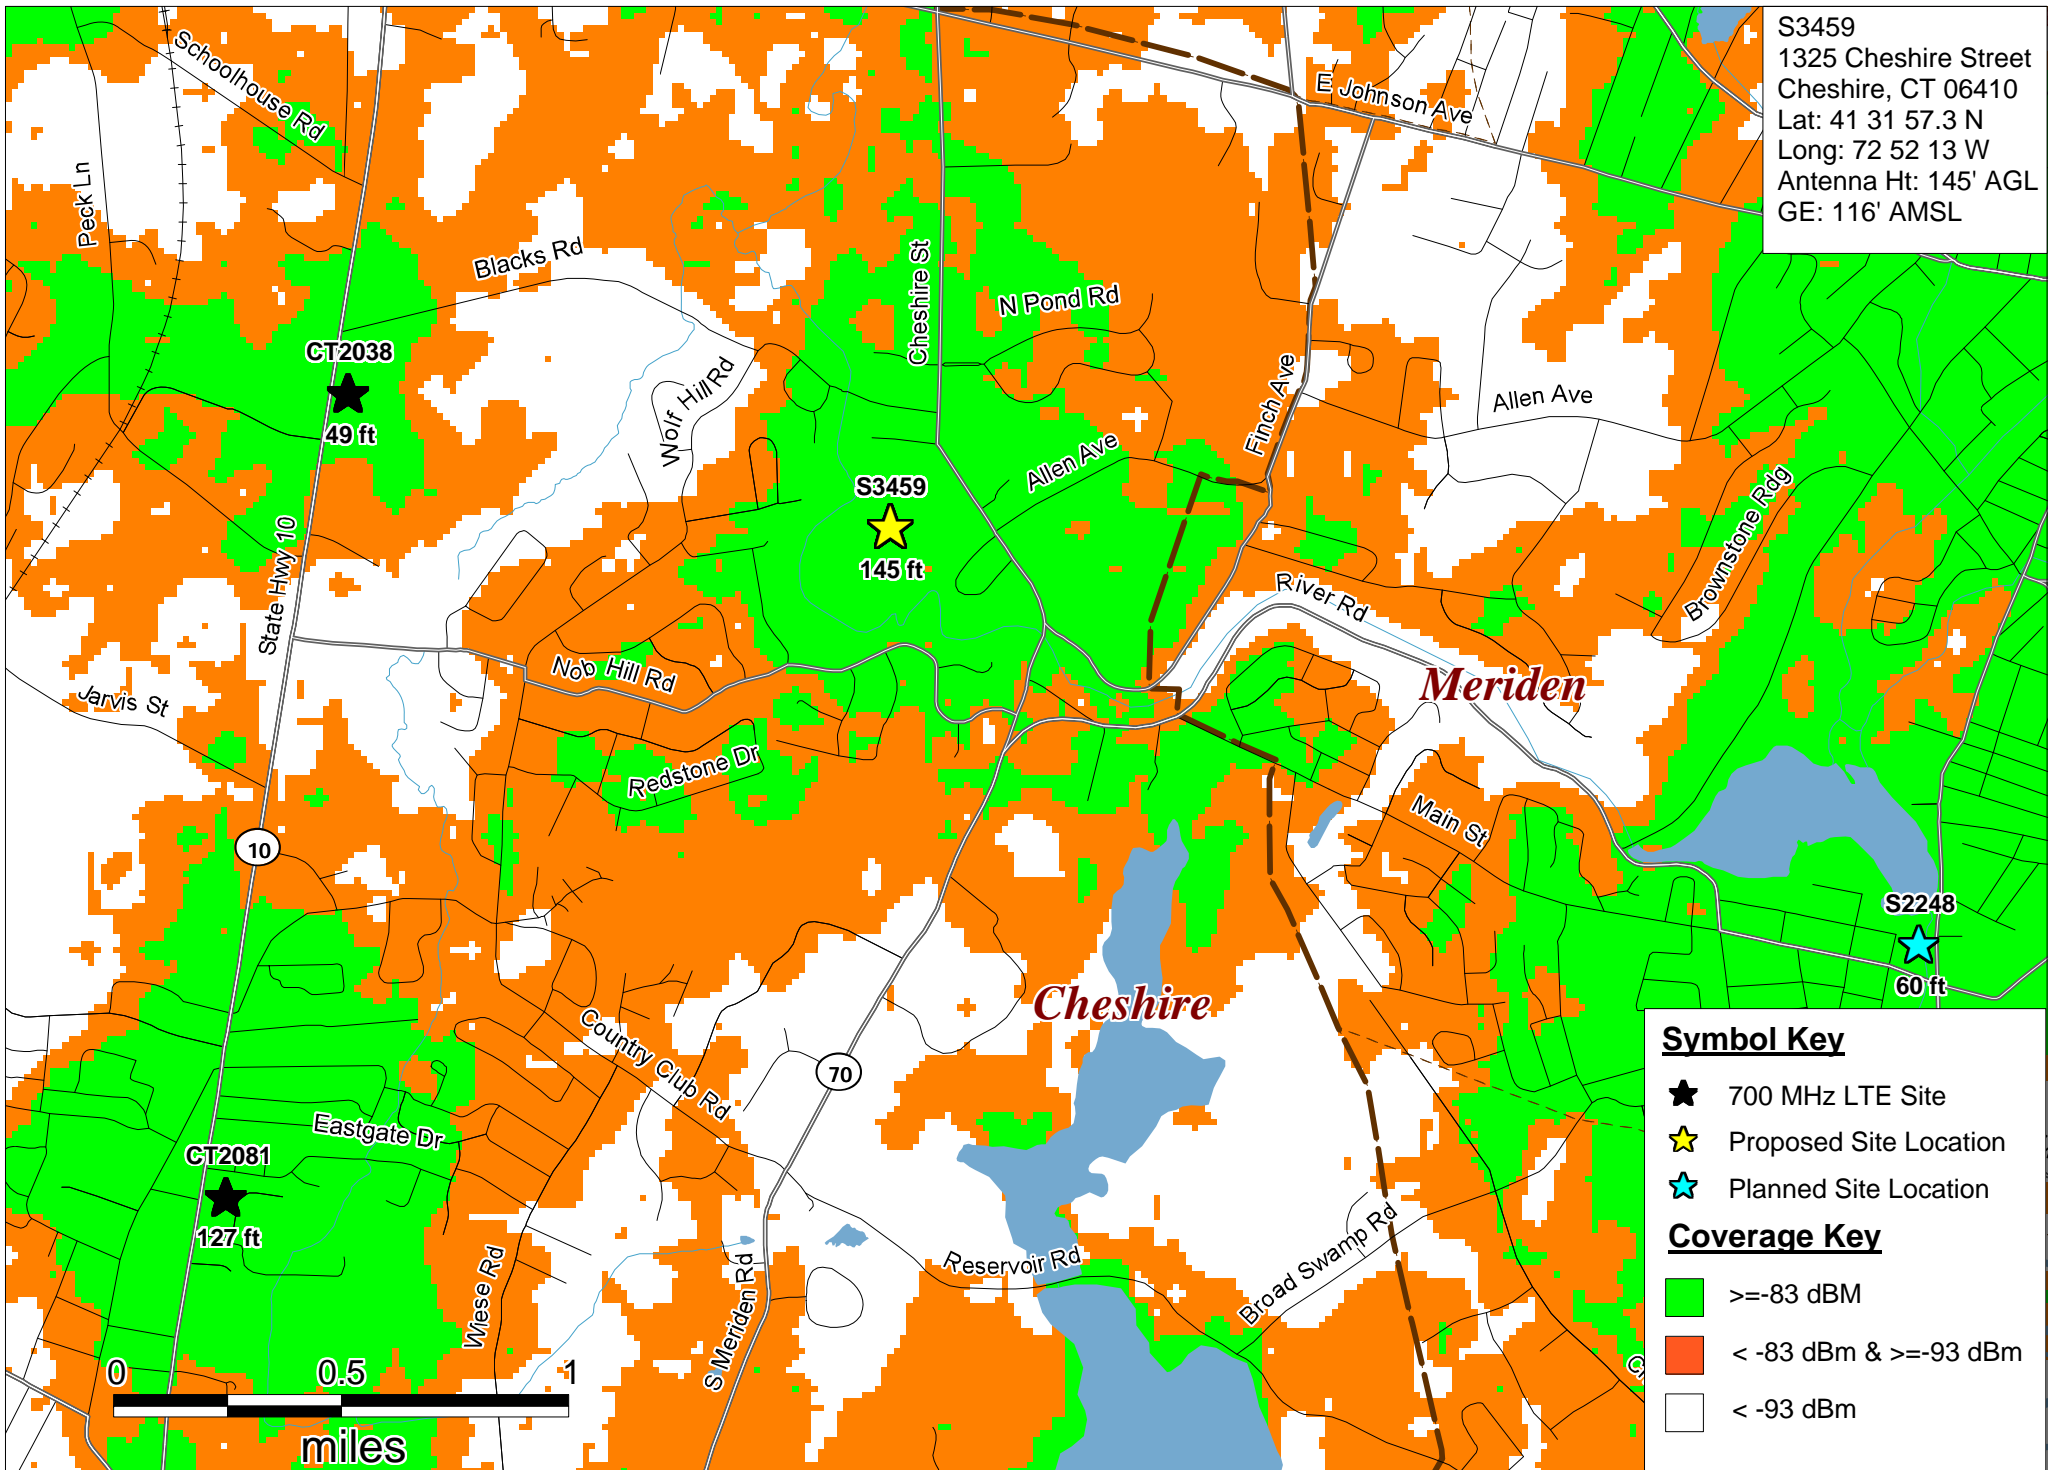 S3459
1325 Cheshire Street
Cheshire, CT 06410
Lat: 41 31 57.3 N
Long: 72 52 13 W
Antenna Ht: 145' AGL
GE: 116' AMSL
Schoolhouse Rd
E Johnson Ave
Peck Ln
Blacks Rd
Cheshire St
N Pond Rd
CT2038
49 ft
Wolf Hill Rd
Finch Ave
Allen Ave
Allen Ave
S3459
145 ft
State Hwy 10
Brownstone Rdg
River Rd
Nob Hill Rd
Meriden
Jarvis St
Redstone Dr
Main St
10
S2248
60 ft
Cheshire
Country Club Rd
70
Eastgate Dr
CT2081
127 ft
Wiese Rd
S Meriden Rd
Reservoir Rd
Broad Swamp Rd
0 0.5 1
miles
Symbol Key
700 MHz LTE Site
Proposed Site Location
Planned Site Location
Coverage Key
>=-83 dBM
< -83 dBm & >=-93 dBm
< -93 dBm